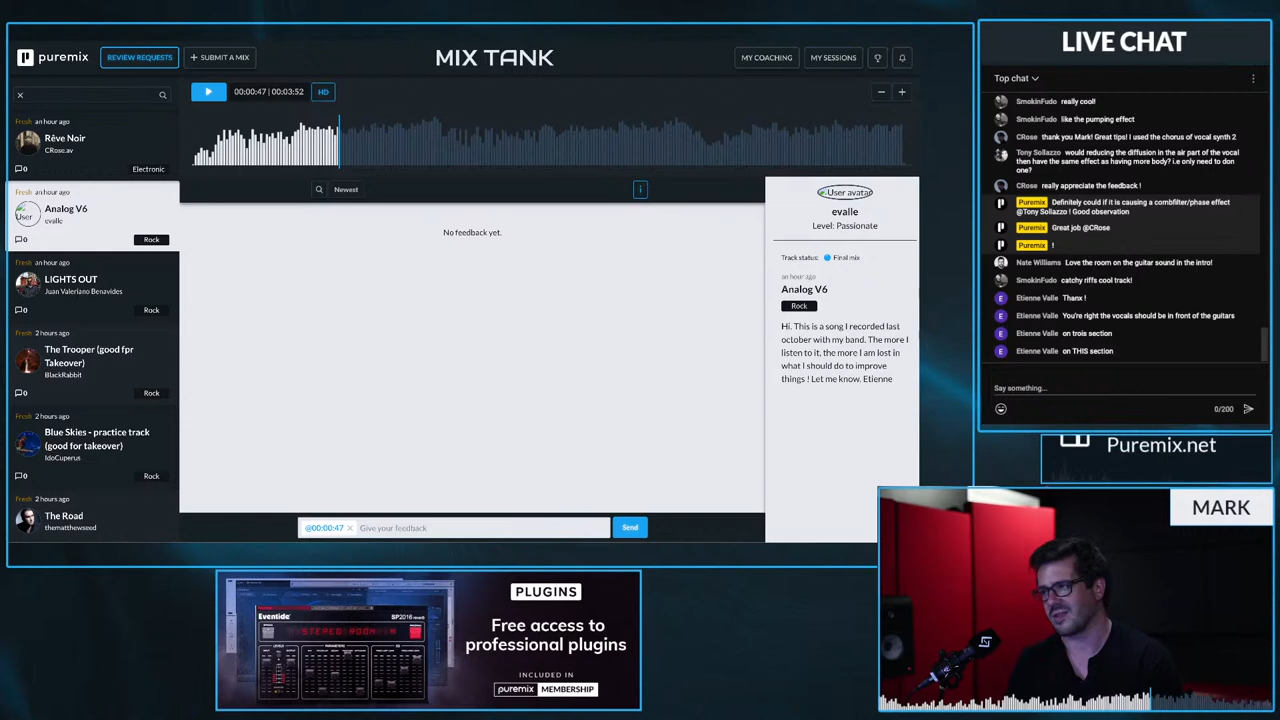 puremix
REVIEW REQUESTS
+ SUBMIT A MIX
MIX TANK
MY COACHING
MY SESSIONS
00:00:47 | 00:03:52
HD
Fresh an hour ago
Rêve Noir
CRose.av
0
Electronic
Fresh an hour ago
User
Analog V6
evalle
0
Rock
Fresh an hour ago
LIGHTS OUT
Juan Valeriano Benavides
0
Rock
Fresh 2 hours ago
The Trooper (good fpr
Takeover)
BlackRabbit
0
Rock
Fresh 2 hours ago
Blue Skies - practice track
(good for takeover)
IdoCuperus
0
Rock
Fresh 2 hours ago
The Road
thematthewseed
Newest
i
No feedback yet.
@00:00:47 ×
Give your feedback
Send
User avatar
evalle
Level: Passionate
Track status: Final mix
an hour ago
Analog V6
Rock
Hi. This is a song I recorded last
october with my band. The more I
listen to it, the more I am lost in
what I should do to improve
things ! Let me know. Etienne
LIVE CHAT
Top chat
SmokinFudo really cool!
SmokinFudo like the pumping effect
CRose thank you Mark! Great tips! I used the chorus of vocal synth 2
Tony Sollazzo would reducing the diffusion in the air part of the vocal
then have the same effect as having more body? i.e only need to don
one?
CRose really appreciate the feedback !
Puremix Definitely could if it is causing a combfilter/phase effect
@Tony Sollazzo ! Good observation
Puremix Great job @CRose
Puremix !
Nate Williams Love the room on the guitar sound in the intro!
SmokinFudo catchy riffs cool track!
E Etienne Valle Thanx !
E Etienne Valle You're right the vocals should be in front of the guitars
E Etienne Valle on trois section
E Etienne Valle on THIS section
Say something...
0/200
Puremix.net
MARK
Eventide
SP2016 reverb
STEREO ROOM
PLUGINS
Free access to
professional plugins
INCLUDED IN
puremix MEMBERSHIP